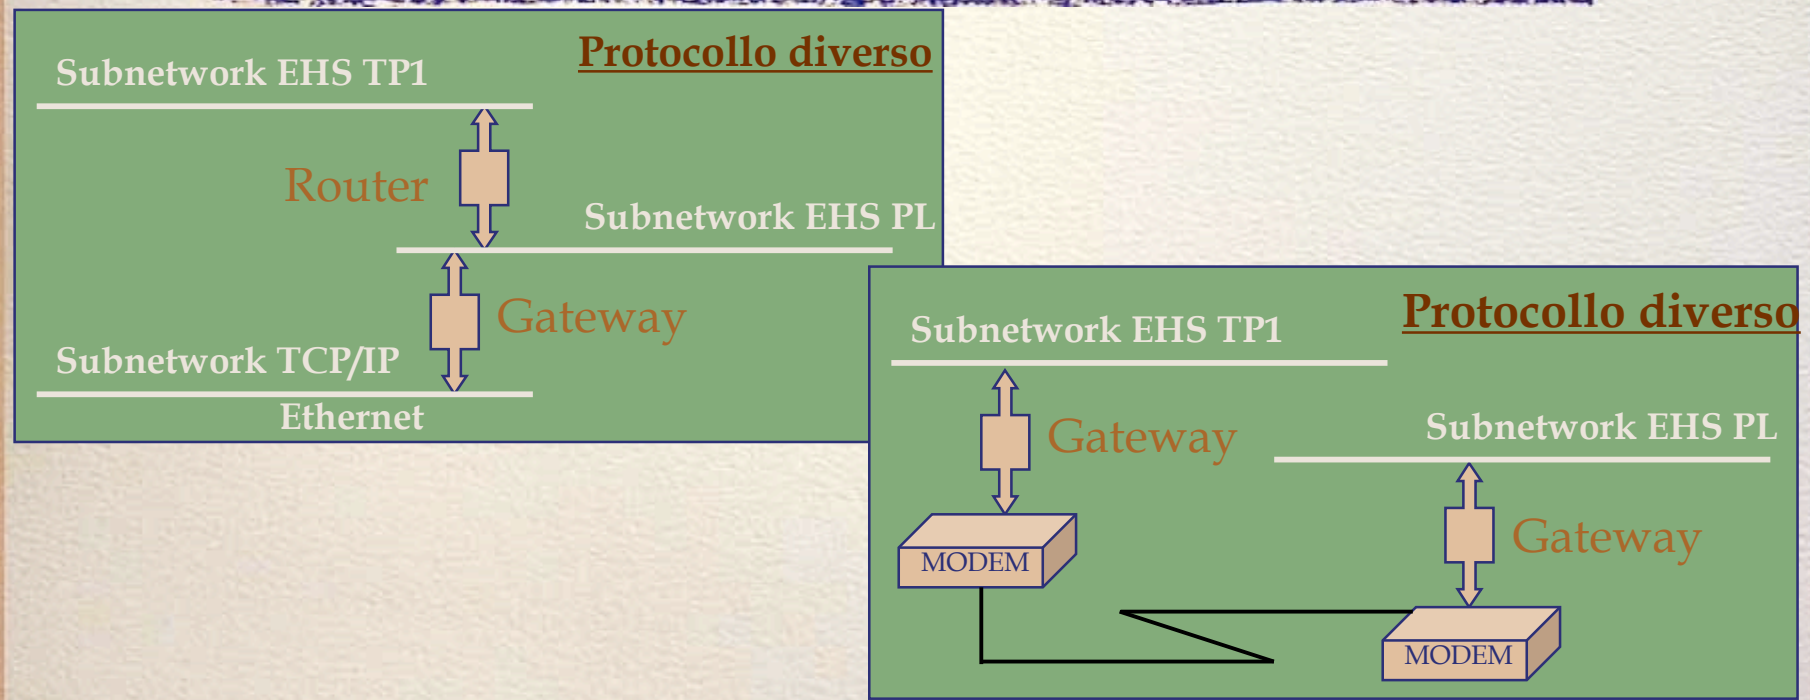 Protocollo diverso
Subnetwork EHS TP1
Router
Subnetwork EHS PL
Gateway
Subnetwork TCP/IP
Ethernet
Protocollo diverso
Subnetwork EHS TP1
Gateway
Subnetwork EHS PL
Gateway
MODEM
MODEM